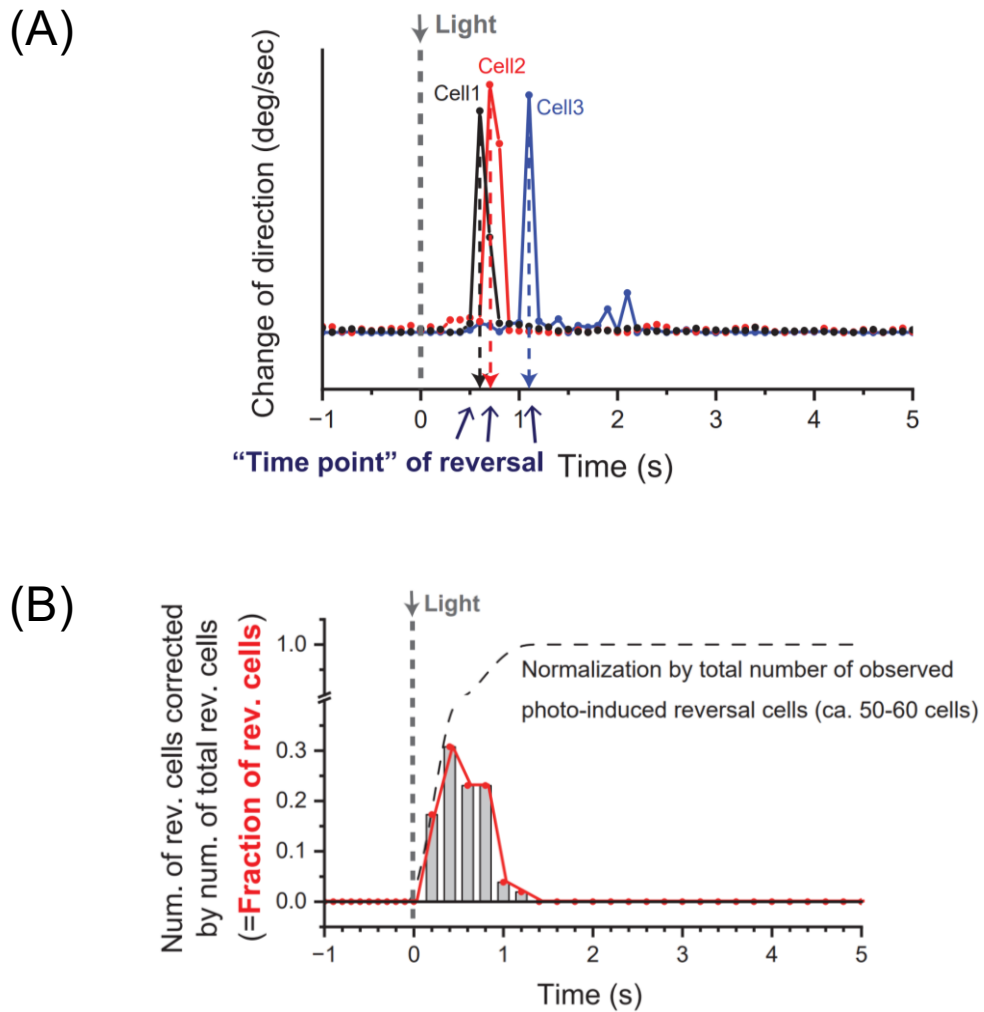 (A)
Light
Cell2
Cell1
Cell3
Change of direction (deg/sec)
−1 0 1 2 3 4 5
“Time point” of reversal
Time (s)
(B)
Light
Num. of rev. cells corrected
by num. of total rev. cells
(=Fraction of rev. cells)
1.0
0.3
0.2
0.1
0.0
Normalization by total number of observed
photo-induced reversal cells (ca. 50-60 cells)
−1 0 1 2 3 4 5
Time (s)